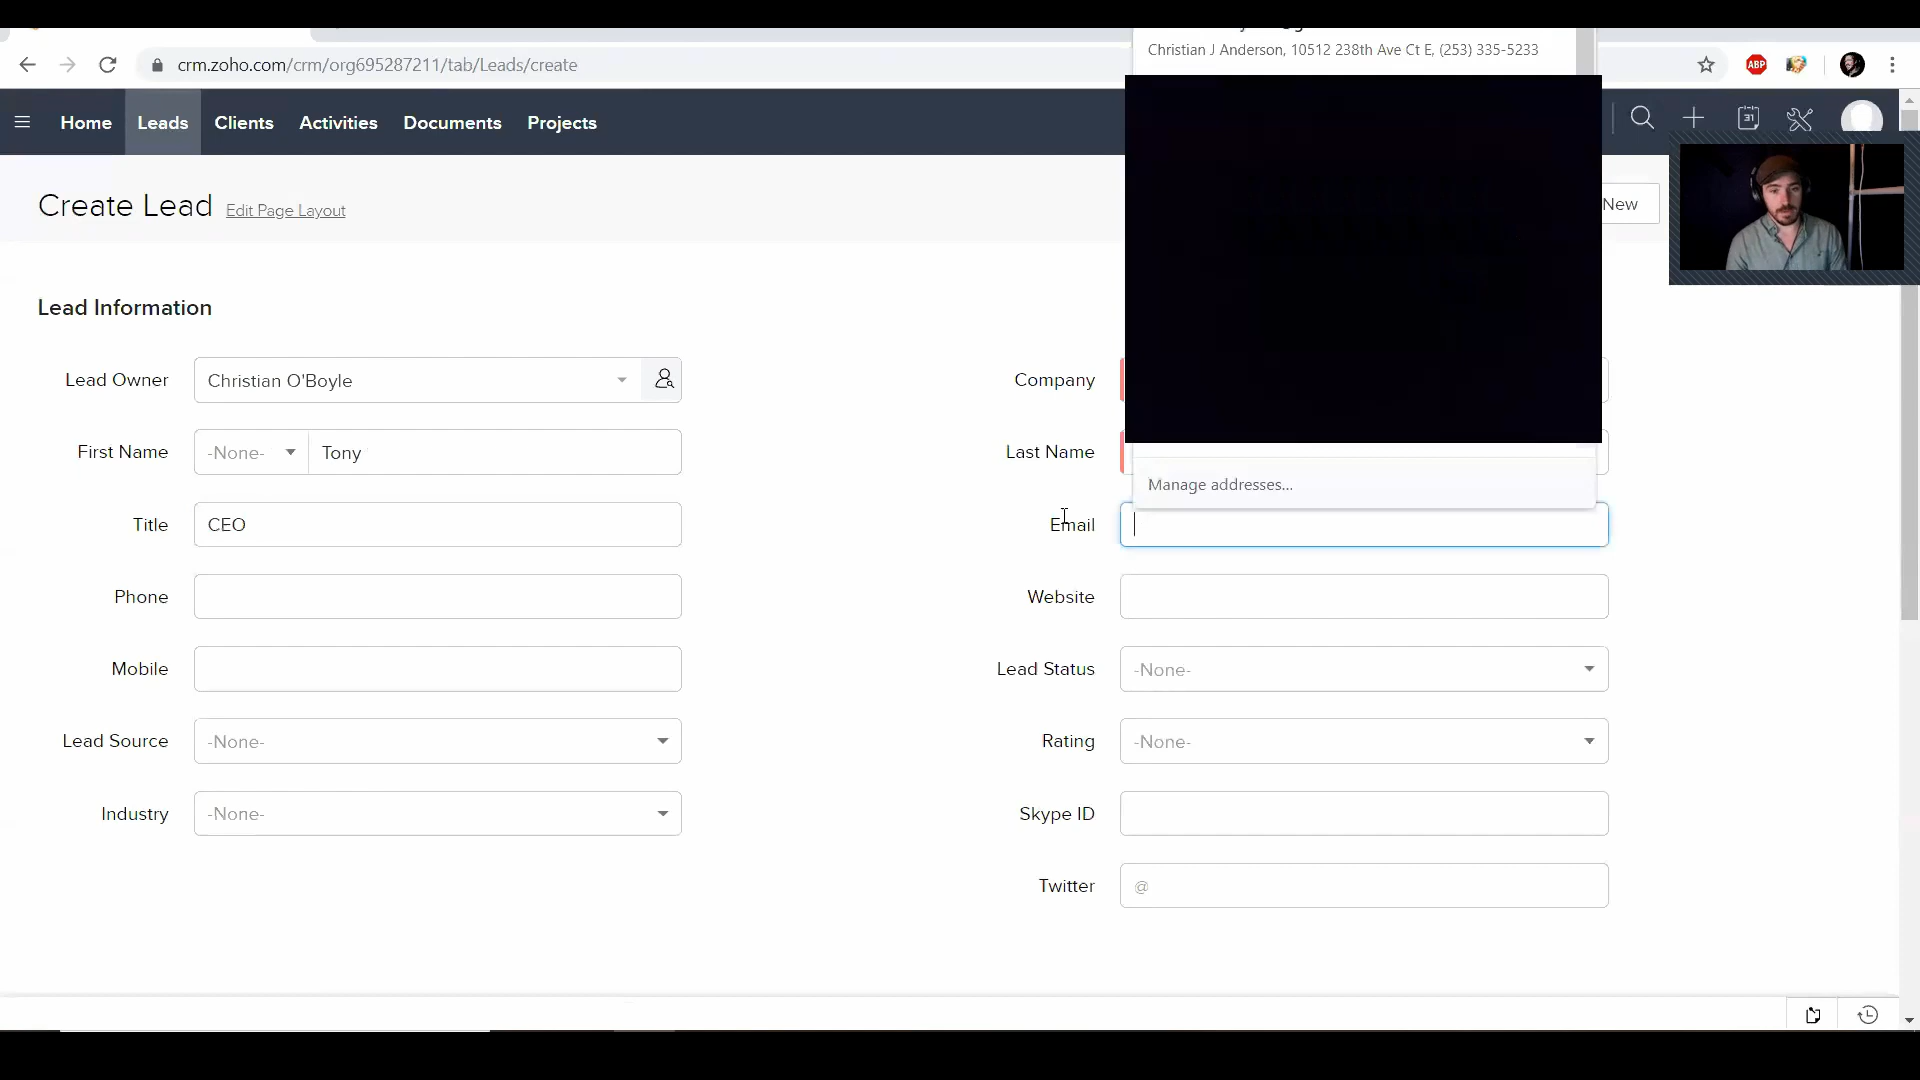 Christian J Anderson, 10512 238th Ave Ct E, (253) 335-5233
crm.zoho.com/crm/org695287211/tab/Leads/create
ABP
Home Leads Clients Activities Documents Projects
31
Create Lead Edit Page Layout
New
Lead Information
Lead Owner Christian O'Boyle
Company
First Name -None- Tony
Last Name
Manage addresses...
Title CEO
Email
Phone
Website
Mobile
Lead Status -None-
Lead Source -None-
Rating -None-
Industry -None-
Skype ID
Twitter @